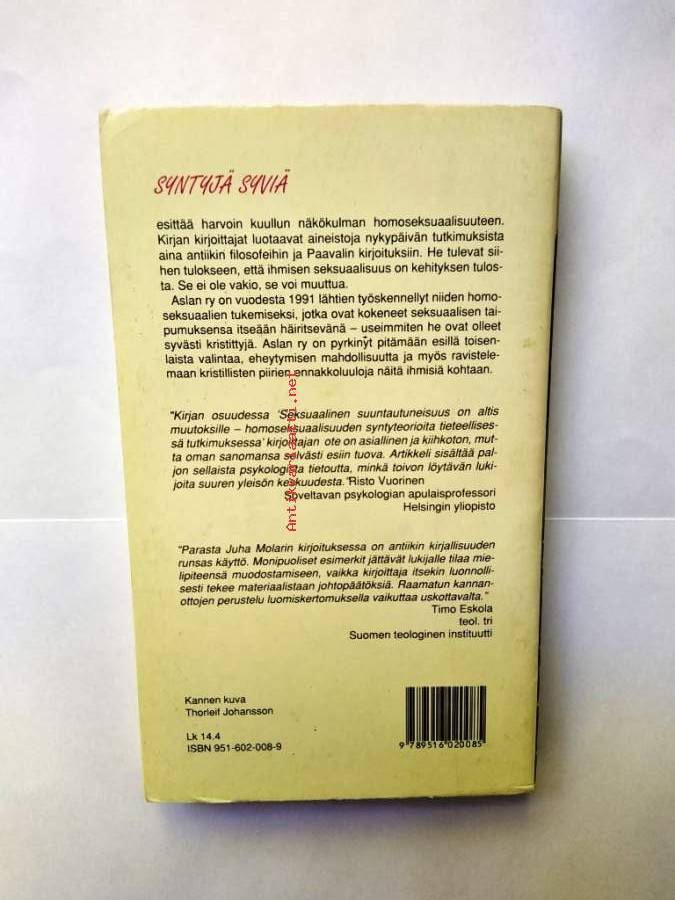 SYNTYJÄ SYVIÄ
esittää harvoin kuullun näkökulman homoseksuaalisuuteen.
Kirjan kirjoittajat luotaavat aineistoja nykypäivän tutkimuksista
aina antiikin filosofeihin ja Paavalin kirjoituksiin. He tulevat sii-
hen tulokseen, että ihmisen seksuaalisuus on kehityksen tulos-
ta. Se ei ole vakio, se voi muuttua.
Aslan ry on vuodesta 1991 lähtien työskennellyt niiden homo-
seksuaalien tukemiseksi, jotka ovat kokeneet seksuaalisen tai-
pumuksensa itseään häiritsevänä – useimmiten he ovat olleet
syvästi kristittyjä. Aslan ry on pyrkinyt pitämään esillä toisen-
laista valintaa, eheytymisen mahdollisuutta ja myös ravistele-
maan kristillisten piirien ennakkoluuloja näitä ihmisiä kohtaan.
"Kirjan osuudessa 'Seksuaalinen suuntautuneisuus on altis
muutoksille – homoseksuaalisuuden syntyteorioita tieteellises-
sä tutkimuksessa' kirjoittajan ote on asiallinen ja kiihkoton, mut-
ta oman sanomansa selvästi esiin tuova. Artikkeli sisältää pal-
jon sellaista psykologista tietoutta, minkä toivon löytävän luki-
joita suuren yleisön keskuudesta."Risto Vuorinen
Soveltavan psykologian apulaisprofessori
Helsingin yliopisto
"Parasta Juha Molarin kirjoituksessa on antiikin kirjallisuuden
runsas käyttö. Monipuoliset esimerkit jättävät lukijalle tilaa mie-
lipiteensä muodostamiseen, vaikka kirjoittaja itsekin luonnolli-
sesti tekee materiaalistaan johtopäätöksiä. Raamatun kannan-
ottojen perustelu luomiskertomuksella vaikuttaa uskottavalta."
Timo Eskola
teol. tri
Suomen teologinen instituutti
Kannen kuva
Thorleif Johansson
Lk 14.4
ISBN 951-602-008-9
9 789516 020085
Antikvariaatti.net